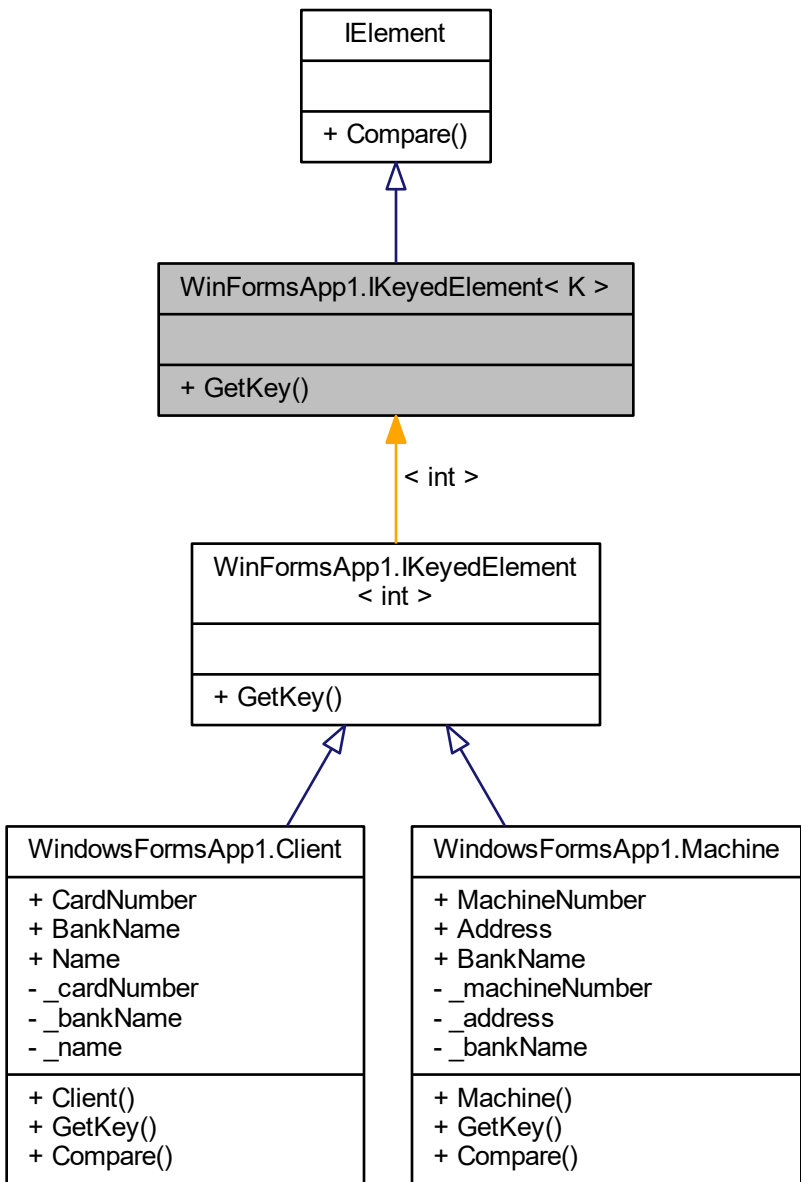 IElement
+ Compare()
WinFormsApp1.IKeyedElement< K >
+ GetKey()
< int >
WinFormsApp1.IKeyedElement
< int >
+ GetKey()
WindowsFormsApp1.Client
+ CardNumber
+ BankName
+ Name
- _cardNumber
- _bankName
- _name
+ Client()
+ GetKey()
+ Compare()
WindowsFormsApp1.Machine
+ MachineNumber
+ Address
+ BankName
- _machineNumber
- _address
- _bankName
+ Machine()
+ GetKey()
+ Compare()